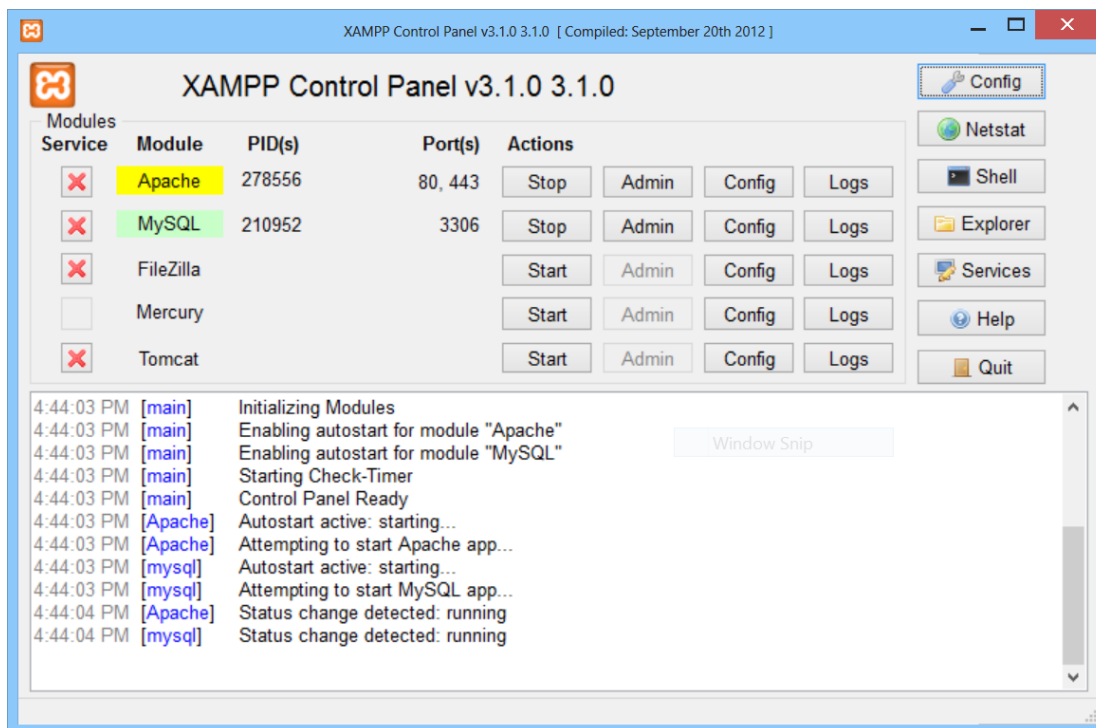 XAMPP Control Panel v3.1.0 3.1.0 [ Compiled: September 20th 2012 ]
XAMPP Control Panel v3.1.0 3.1.0
Config
Modules
Service Module PID(s) Port(s) Actions
Netstat
Apache 278556 80, 443 Stop Admin Config Logs
Shell
MySQL 210952 3306 Stop Admin Config Logs
Explorer
FileZilla Start Admin Config Logs
Services
Mercury Start Admin Config Logs
Help
Tomcat Start Admin Config Logs
Quit
4:44:03 PM [main] Initializing Modules
4:44:03 PM [main] Enabling autostart for module "Apache"
4:44:03 PM [main] Enabling autostart for module "MySQL"
Window Snip
4:44:03 PM [main] Starting Check-Timer
4:44:03 PM [main] Control Panel Ready
4:44:03 PM [Apache] Autostart active: starting...
4:44:03 PM [Apache] Attempting to start Apache app...
4:44:03 PM [mysql] Autostart active: starting...
4:44:03 PM [mysql] Attempting to start MySQL app...
4:44:04 PM [Apache] Status change detected: running
4:44:04 PM [mysql] Status change detected: running